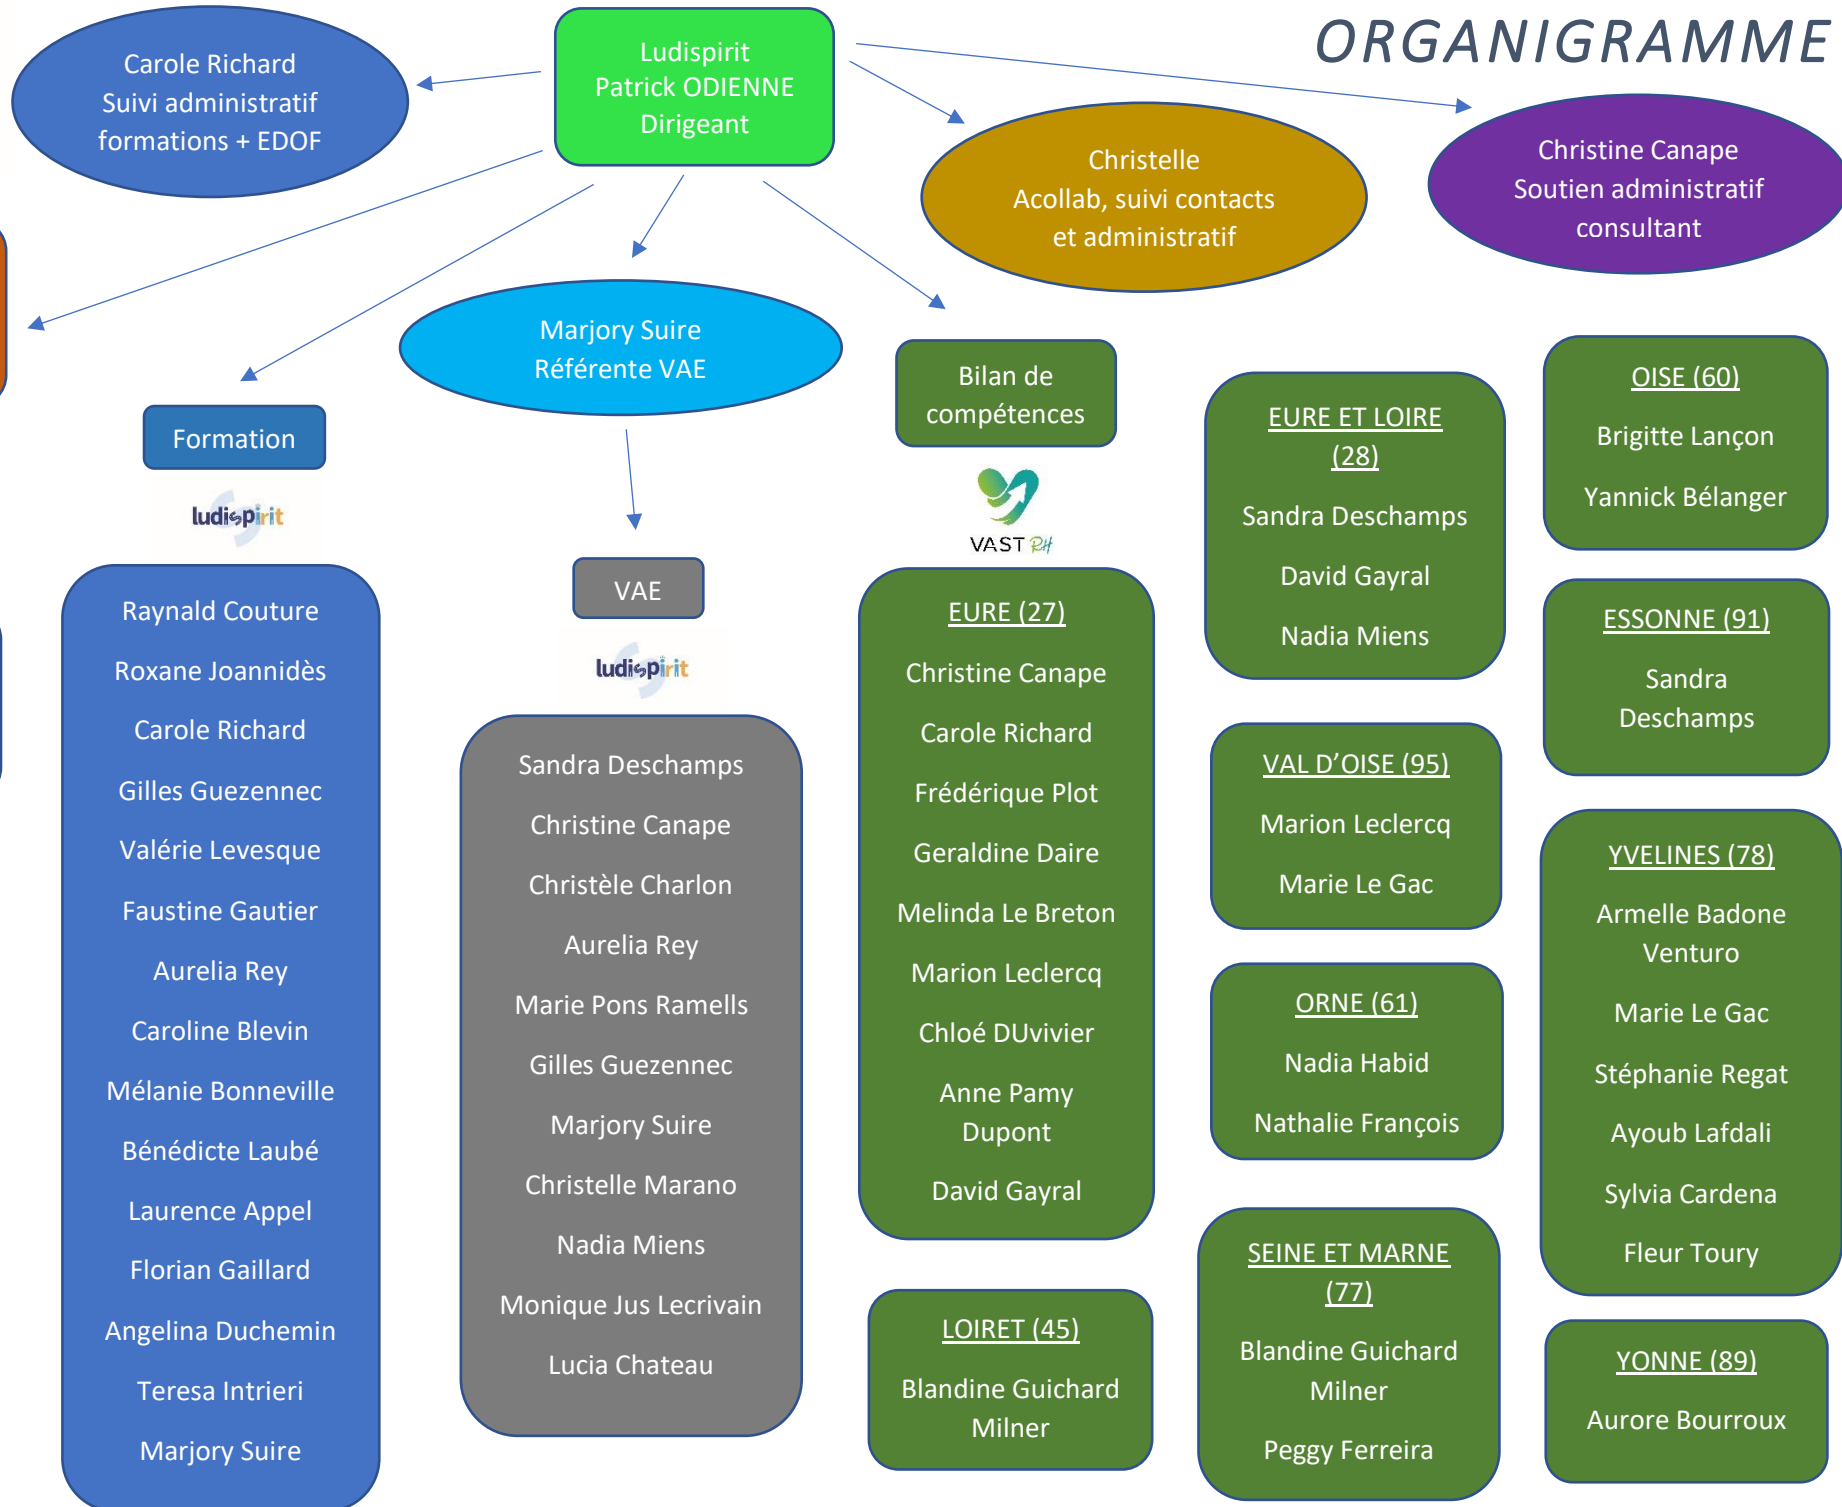 ORGANIGRAMME
Carole Richard
Suivi administratif
formations + EDOF
Ludispirit
Patrick ODIENNE
Dirigeant
Christelle
Acollab, suivi contacts
et administratif
Christine Canape
Soutien administratif
consultant
Marjory Suire
Référente VAE
Formation
ludispirit
Raynald Couture
Roxane Joannidès
Carole Richard
Gilles Guezennec
Valérie Levesque
Faustine Gautier
Aurelia Rey
Caroline Blevin
Mélanie Bonneville
Bénédicte Laubé
Laurence Appel
Florian Gaillard
Angelina Duchemin
Teresa Intrieri
Marjory Suire
VAE
ludispirit
Sandra Deschamps
Christine Canape
Christèle Charlon
Aurelia Rey
Marie Pons Ramells
Gilles Guezennec
Marjory Suire
Christelle Marano
Nadia Miens
Monique Jus Lecrivain
Lucia Chateau
Bilan de
compétences
VAST RH
EURE (27)
Christine Canape
Carole Richard
Frédérique Plot
Geraldine Daire
Melinda Le Breton
Marion Leclercq
Chloé DUvivier
Anne Pamy
Dupont
David Gayral
LOIRET (45)
Blandine Guichard
Milner
EURE ET LOIRE
(28)
Sandra Deschamps
David Gayral
Nadia Miens
VAL D’OISE (95)
Marion Leclercq
Marie Le Gac
ORNE (61)
Nadia Habid
Nathalie François
SEINE ET MARNE
(77)
Blandine Guichard
Milner
Peggy Ferreira
OISE (60)
Brigitte Lançon
Yannick Bélanger
ESSONNE (91)
Sandra
Deschamps
YVELINES (78)
Armelle Badone
Venturo
Marie Le Gac
Stéphanie Regat
Ayoub Lafdali
Sylvia Cardena
Fleur Toury
YONNE (89)
Aurore Bourroux